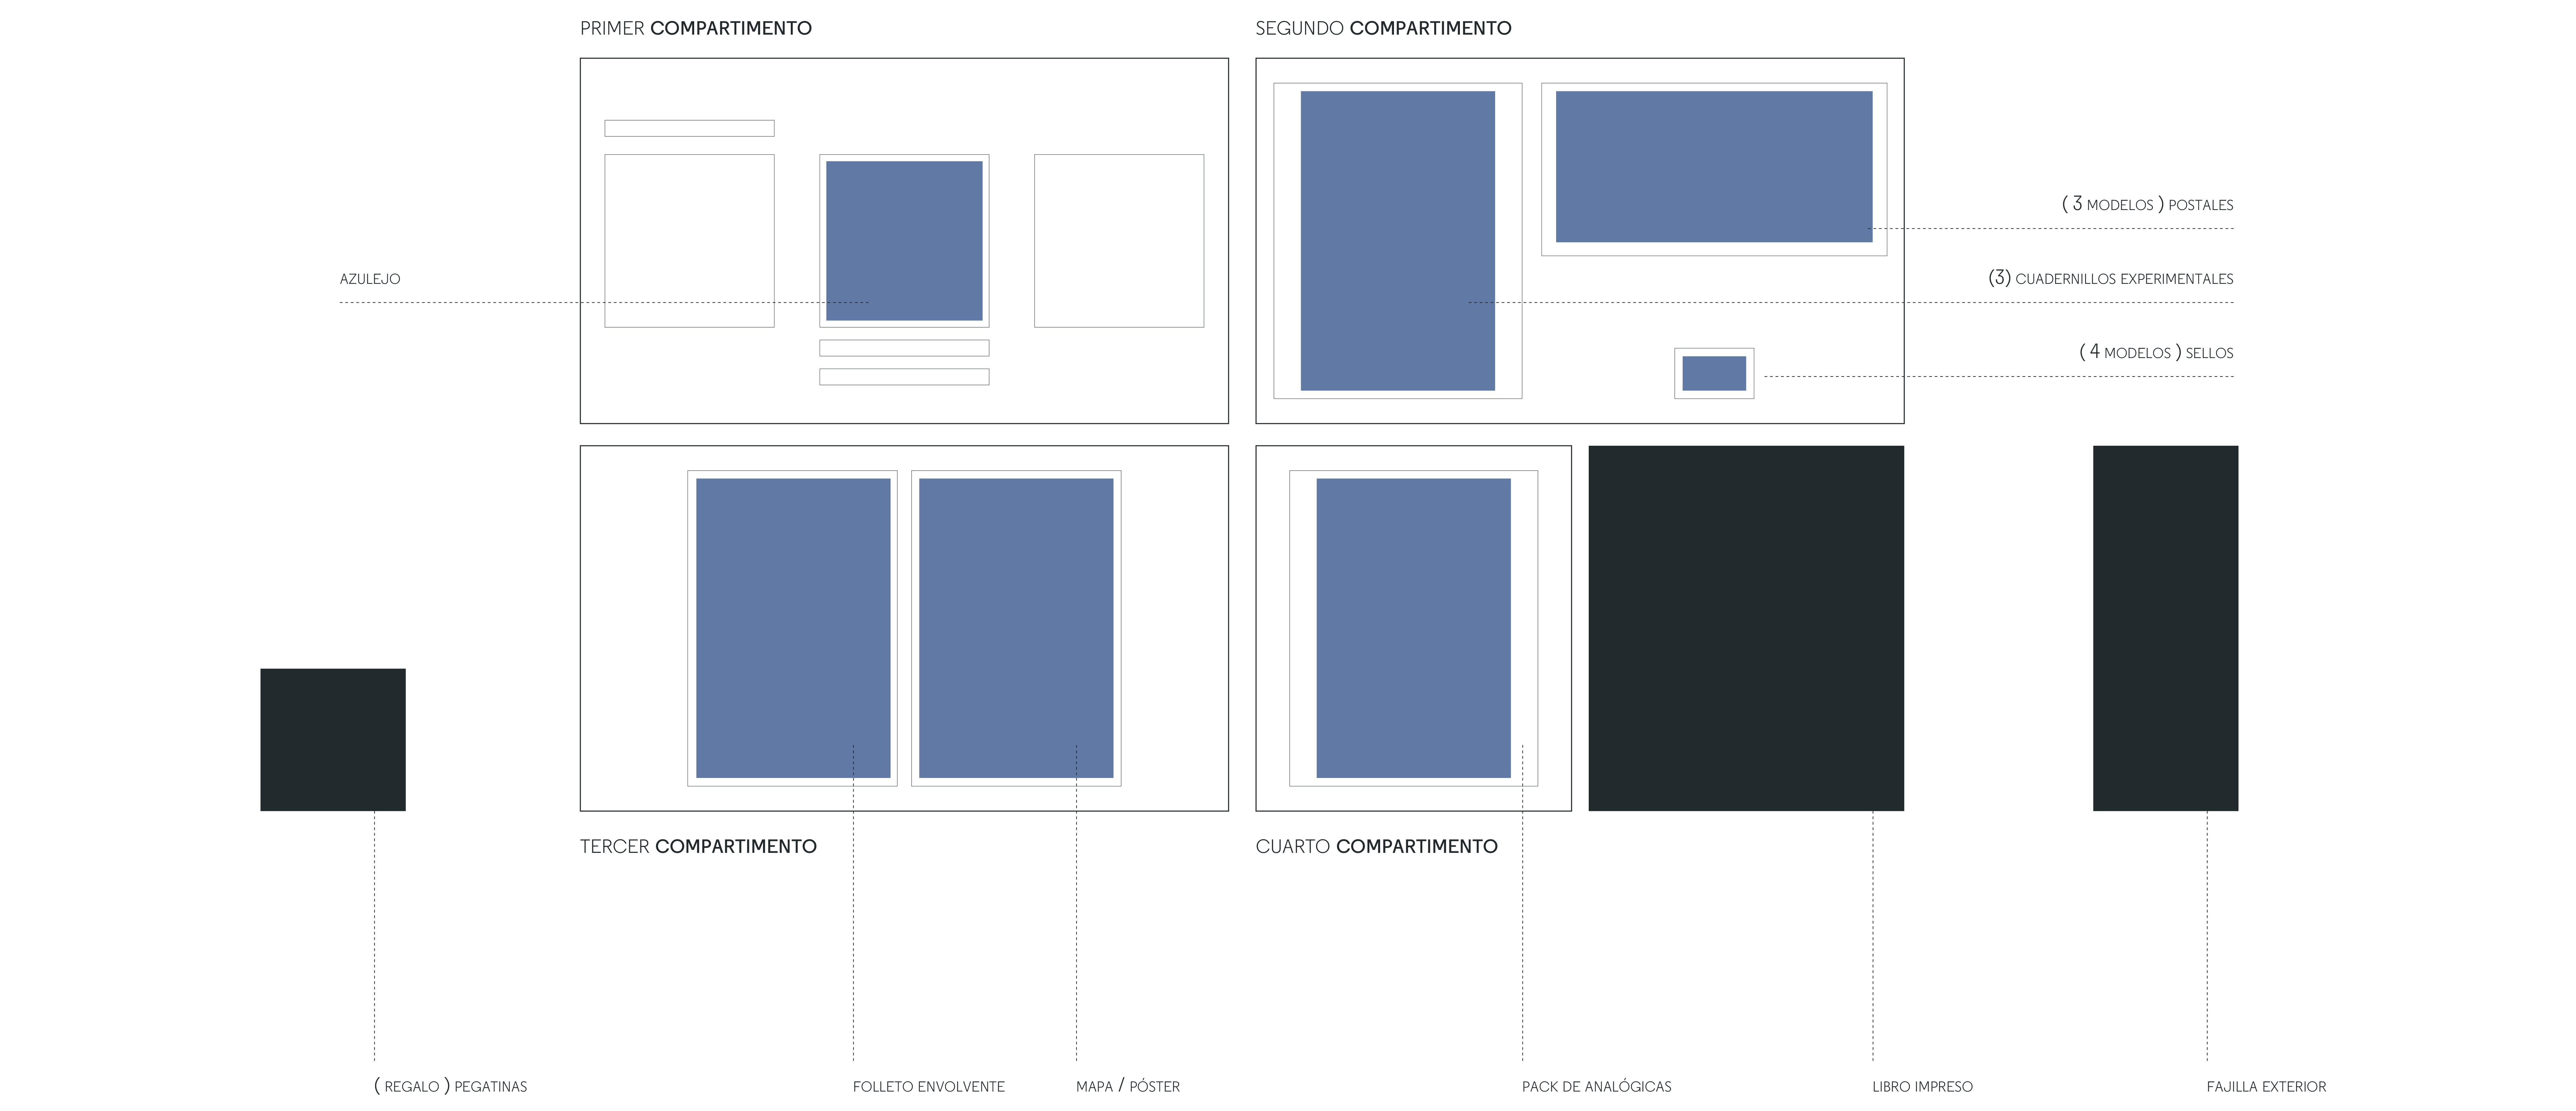 PRIMER COMPARTIMENTO
SEGUNDO COMPARTIMENTO
( 3 MODELOS ) POSTALES
AZULEJO
(3) CUADERNILLOS EXPERIMENTALES
( 4 MODELOS ) SELLOS
TERCER COMPARTIMENTO
CUARTO COMPARTIMENTO
( REGALO ) PEGATINAS
FOLLETO ENVOLVENTE
MAPA / PÓSTER
PACK DE ANALÓGICAS
LIBRO IMPRESO
FAJILLA EXTERIOR